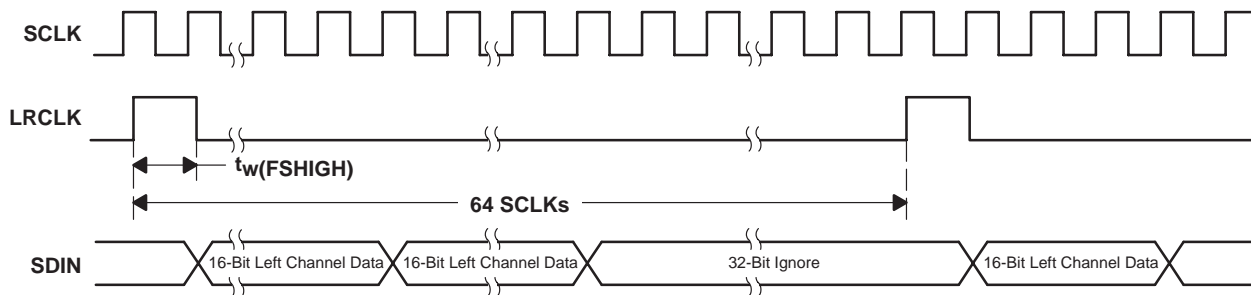 SCLK
LRCLK
tw(FSHIGH)
64 SCLKs
SDIN
16-Bit Left Channel Data
16-Bit Left Channel Data
32-Bit Ignore
16-Bit Left Channel Data